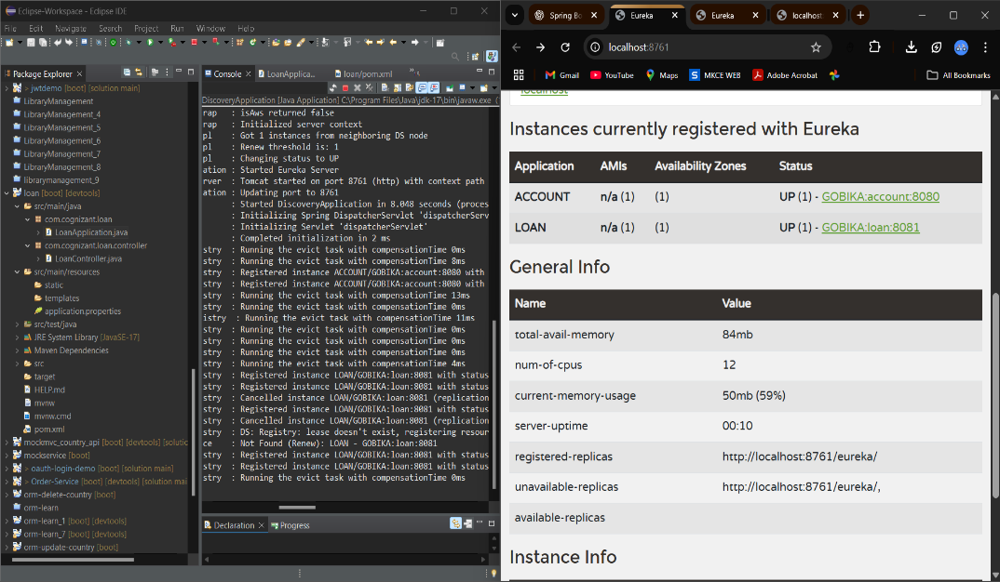 Eclipse-Workspace - Eclipse IDE
File Edit Navigate Search Project Run Window Help
Package Explorer
> jwtdemo [boot] [solution main]
LibraryManagement
LibraryManagement_4
LibraryManagement_5
LibraryManagement_6
LibraryManagement_7
LibraryManagement_8
librarymanagement_9
loan [boot] [devtools]
src/main/java
com.cognizant.loan
LoanApplication.java
com.cognizant.loan.controller
LoanController.java
src/main/resources
static
templates
application.properties
src/test/java
JRE System Library [JavaSE-17]
Maven Dependencies
src
target
HELP.md
mvnw
mvnw.cmd
pom.xml
mockmvc_country_api [boot] [devtools] [solutic
mockservice [boot]
> oauth-login-demo [boot] [solution main]
> Order-Service [boot] [devtools] [solution mai
orm-delete-country [boot]
orm-learn
orm-learn_1 [boot] [devtools]
orm-learn_7 [boot] [devtools]
orm-update-country [boot]
Console LoanApplica... loan/pom.xml
DiscoveryApplication [Java Application] C:\Program Files\Java\jdk-17\bin\javaw.exe
rap : isAws returned false
rap : Initialized server context
pl : Got 1 instances from neighboring DS node
pl : Renew threshold is: 1
pl : Changing status to UP
ation : Started Eureka Server
rver : Tomcat started on port 8761 (http) with context path
ation : Updating port to 8761
: Started DiscoveryApplication in 8.048 seconds (proces
: Initializing Spring DispatcherServlet 'dispatcherServ
: Initializing Servlet 'dispatcherServlet'
: Completed initialization in 2 ms
stry : Running the evict task with compensationTime 0ms
stry : Running the evict task with compensationTime 8ms
stry : Registered instance ACCOUNT/GOBIKA:account:8080 with
stry : Registered instance ACCOUNT/GOBIKA:account:8080 with
stry : Running the evict task with compensationTime 13ms
stry : Running the evict task with compensationTime 0ms
istry : Running the evict task with compensationTime 11ms
stry : Running the evict task with compensationTime 0ms
stry : Running the evict task with compensationTime 0ms
stry : Running the evict task with compensationTime 0ms
stry : Running the evict task with compensationTime 4ms
stry : Registered instance LOAN/GOBIKA:loan:8081 with status
stry : Registered instance LOAN/GOBIKA:loan:8081 with status
stry : Cancelled instance LOAN/GOBIKA:loan:8081 (replication
stry : Registered instance LOAN/GOBIKA:loan:8081 with status
stry : Cancelled instance LOAN/GOBIKA:loan:8081 (replication
stry : DS: Registry: lease doesn't exist, registering resour
ce : Not Found (Renew): LOAN - GOBIKA:loan:8081
stry : Registered instance LOAN/GOBIKA:loan:8081 with status
stry : Registered instance LOAN/GOBIKA:loan:8081 with status
stry : Running the evict task with compensationTime 0ms
Declaration Progress
Spring Bo Eureka Eureka localhost
localhost:8761
Gmail YouTube Maps MKCE WEB Adobe Acrobat All Bookmarks
localhost
Instances currently registered with Eureka
Application AMIs Availability Zones Status
ACCOUNT n/a (1) (1) UP (1) - GOBIKA:account:8080
LOAN n/a (1) (1) UP (1) - GOBIKA:loan:8081
General Info
Name Value
total-avail-memory 84mb
num-of-cpus 12
current-memory-usage 50mb (59%)
server-uptime 00:10
registered-replicas http://localhost:8761/eureka/
unavailable-replicas http://localhost:8761/eureka/,
available-replicas
Instance Info